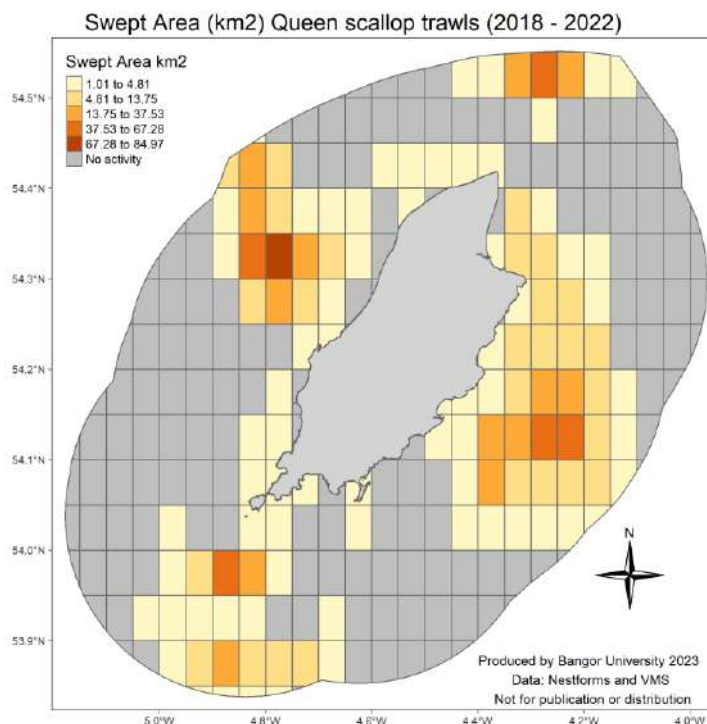 Swept Area (km2) Queen scallop trawls (2018 - 2022)
Swept Area km2
1.01 to 4.81
4.81 to 13.75
13.75 to 37.53
37.53 to 67.28
67.28 to 84.97
No activity
54.5°N
54.4°N
54.3°N
54.2°N
54.1°N
54.0°N
53.9°N
N
Produced by Bangor University 2023
Data: Nestforms and VMS
Not for publication or distribution
5.0°W 4.8°W 4.6°W 4.4°W 4.2°W 4.0°W